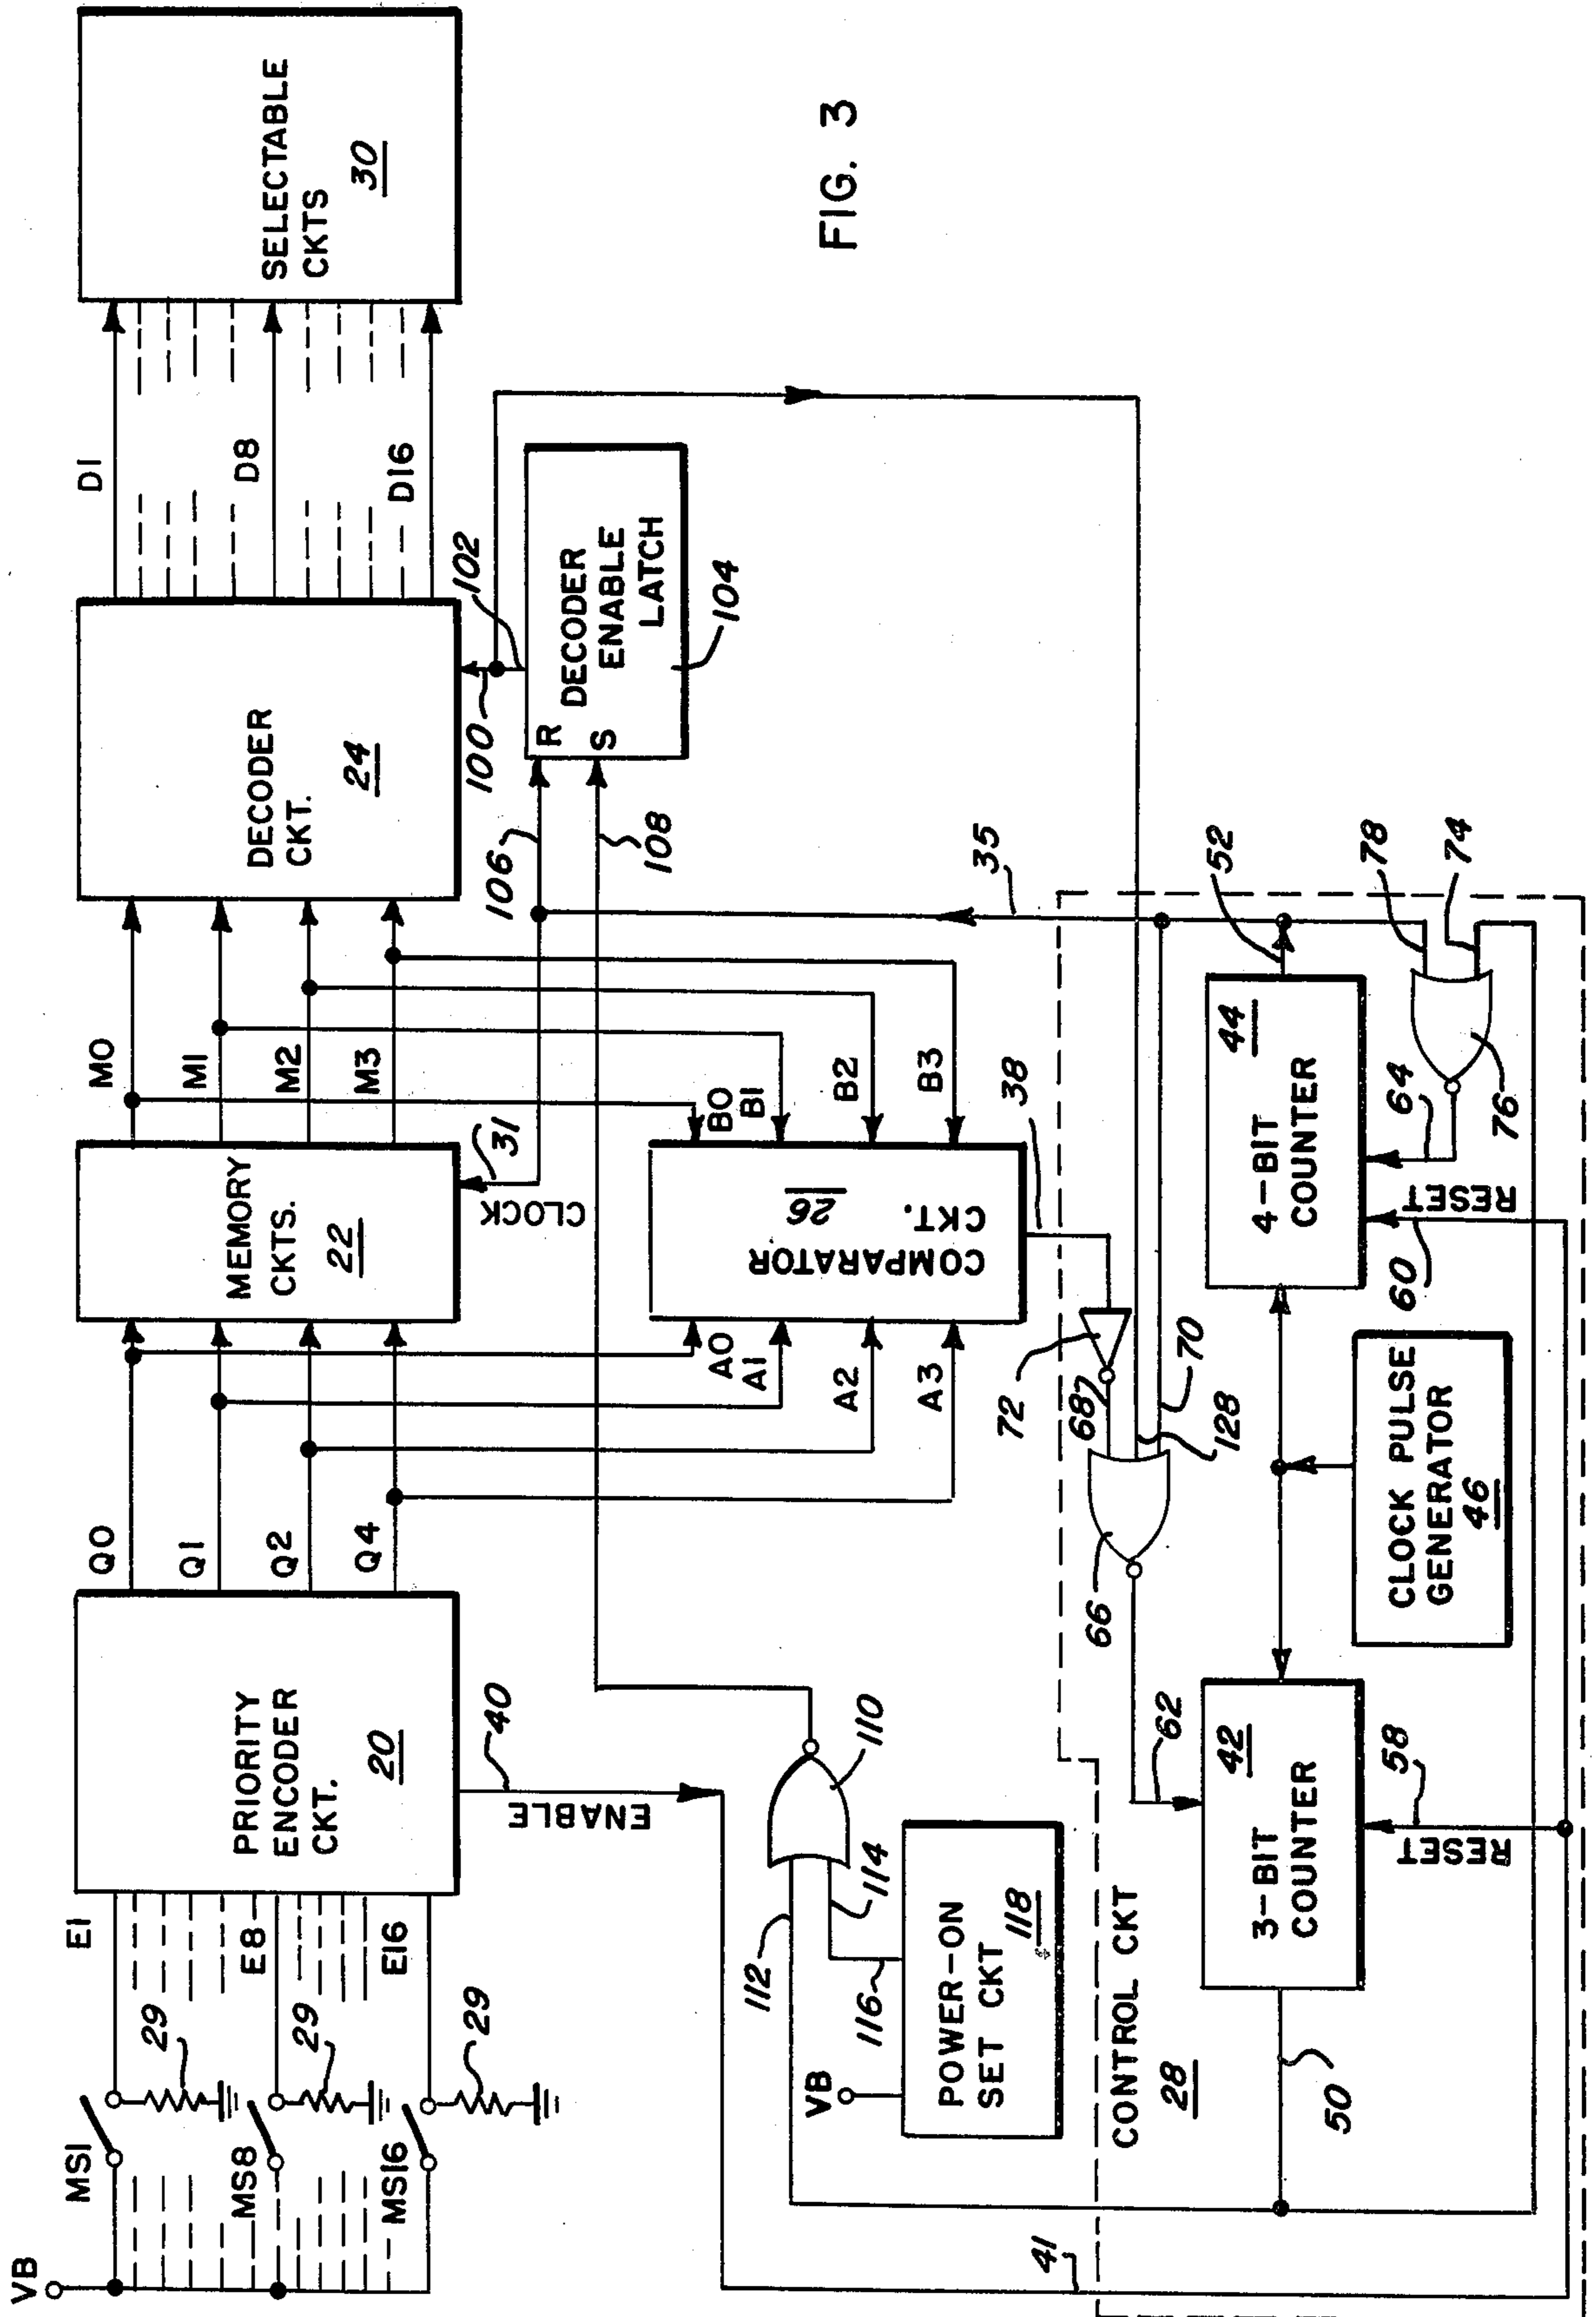 VB
MS1
MS8
MS16
29
29
29
E1
E8
E16
PRIORITY
ENCODER
CKT.
20
ENABLE
40
Q0
Q1
Q2
Q4
MEMORY
CKTS.
22
CLOCK
31
M0
M1
M2
M3
DECODER
CKT.
24
D1
D8
D16
SELECTABLE
CKTS
30
A0
A1
A2
A3
COMPARATOR
CKT.
26
B0
B1
B2
B3
38
100
102
106
108
R
S
DECODER
ENABLE
LATCH
104
110
112
114
116
VB
POWER-ON
SET CKT
118
41
CONTROL CKT
28
50
3-BIT
COUNTER
42
RESET
58
62
66
68
72
70
128
35
CLOCK PULSE
GENERATOR
46
4-BIT
COUNTER
44
52
RESET
60
64
76
78
74
FIG. 3